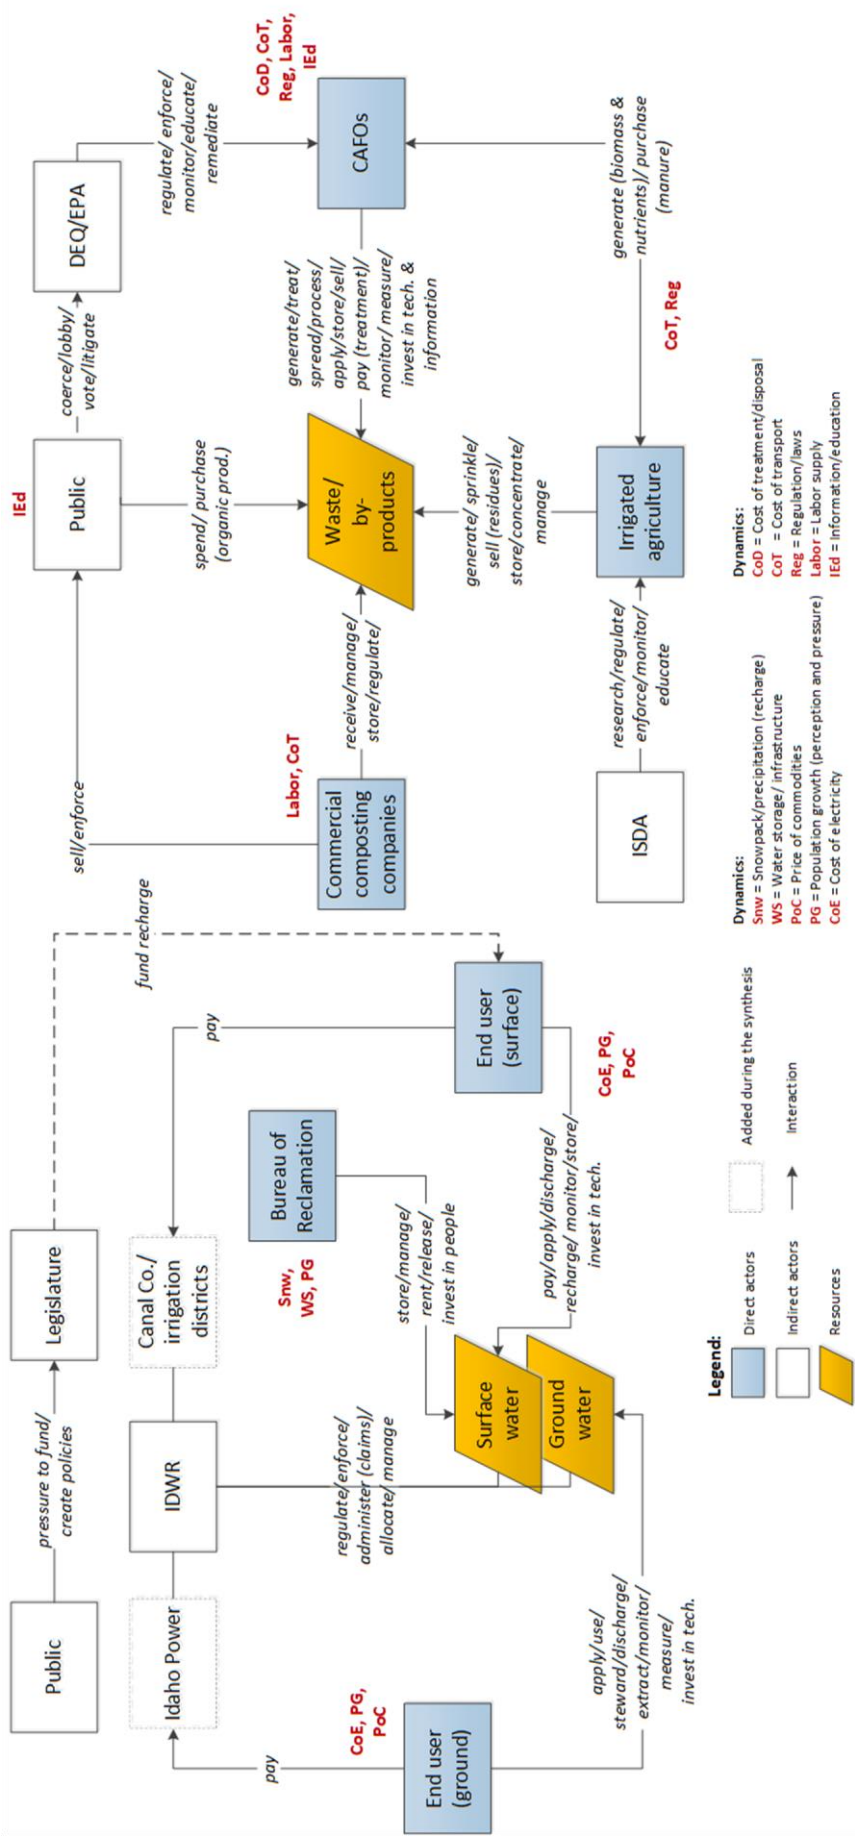 Public
pressure to fund/
create policies
Legislature
fund recharge
Idaho Power
IDWR
Canal Co./
irrigation
districts
pay
pay
CoE, PG,
PoC
End user
(ground)
regulate/enforce/
administer (claims)/
allocate/ manage
Snw,
WS, PG
Bureau of
Reclamation
store/manage/
rent/release/
invest in people
Surface
water
Ground
water
End user
(surface)
CoE, PG,
PoC
pay/apply/discharge/
recharge/ monitor/store/
invest in tech.
apply/use/
steward/discharge/
extract/monitor/
measure/
invest in tech.
sell/enforce
IEd
Public
coerce/lobby/
vote/litigate
DEQ/EPA
regulate/ enforce/
monitor/educate/
remediate
spend/ purchase
(organic prod.)
CoD, CoT,
Reg, Labor,
IEd
Labor, CoT
Commercial
composting
companies
receive/manage/
store/regulate/
Waste/
by-
products
generate/treat/
spread/process/
apply/store/sell/
pay (treatment)/
monitor/ measure/
invest in tech. &
information
CAFOs
generate/ sprinkle/
sell (residues)/
store/concentrate/
manage
ISDA
research/regulate/
enforce/monitor/
educate
Irrigated
agriculture
CoT, Reg
generate (biomass &
nutrients)/ purchase
(manure)
Legend:
Direct actors
Indirect actors
Resources
Added during the synthesis
Interaction
Dynamics:
Snw = Snowpack/precipitation (recharge)
WS = Water storage/ infrastructure
PoC = Price of commodities
PG = Population growth (perception and pressure)
CoE = Cost of electricity
Dynamics:
CoD = Cost of treatment/disposal
CoT = Cost of transport
Reg = Regulation/laws
Labor = Labor supply
IEd = Information/education